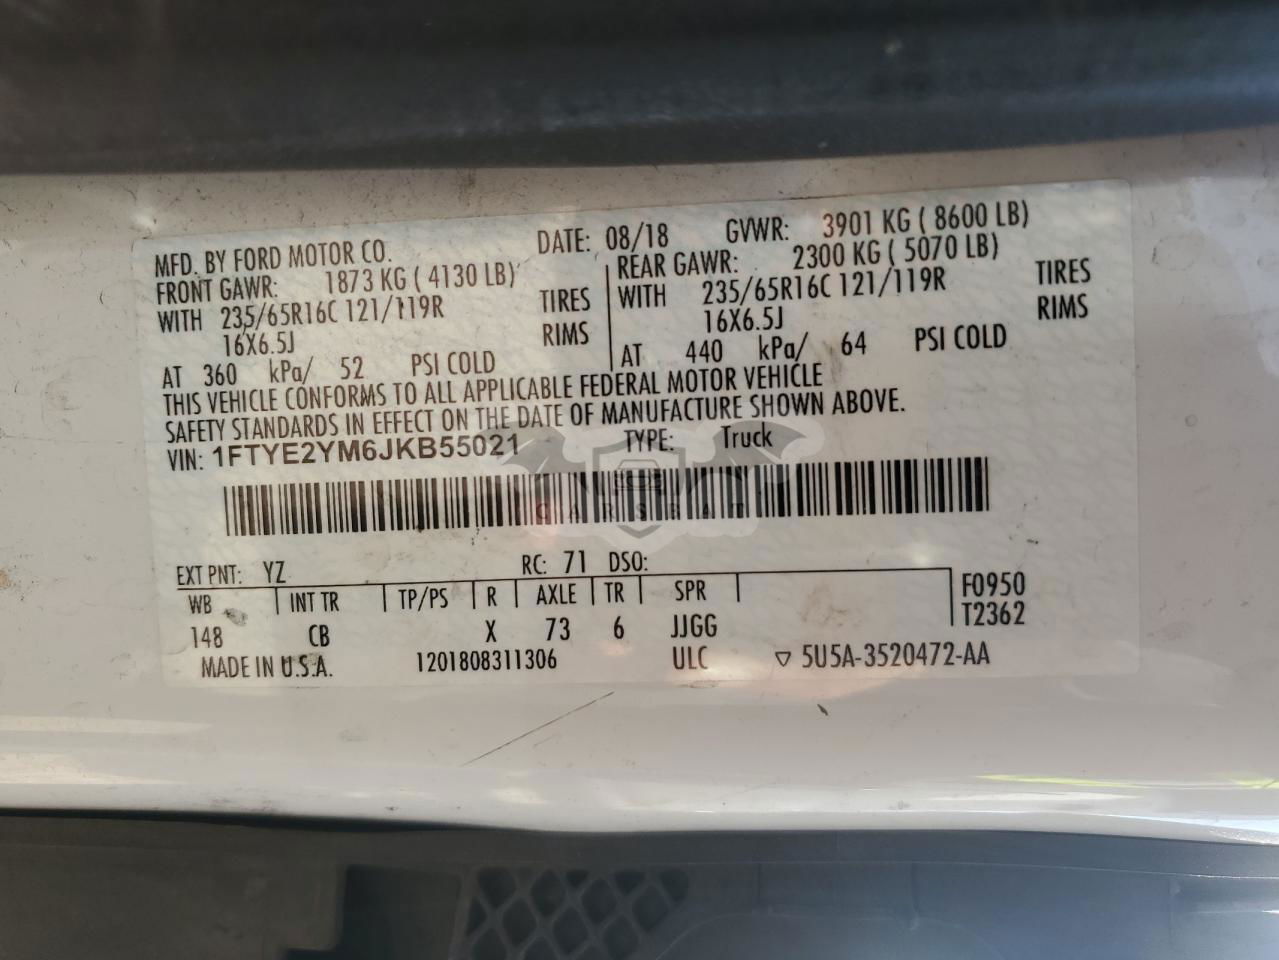 MFD. BY FORD MOTOR CO. DATE: 08/18 GVWR: 3901 KG ( 8600 LB)
FRONT GAWR: 1873 KG ( 4130 LB) REAR GAWR: 2300 KG ( 5070 LB)
WITH 235/65R16C 121/119R TIRES WITH 235/65R16C 121/119R TIRES
16X6.5J RIMS 16X6.5J RIMS
AT 360 kPa/ 52 PSI COLD AT 440 kPa/ 64 PSI COLD
THIS VEHICLE CONFORMS TO ALL APPLICABLE FEDERAL MOTOR VEHICLE
SAFETY STANDARDS IN EFFECT ON THE DATE OF MANUFACTURE SHOWN ABOVE.
VIN: 1FTYE2YM6JKB55021 TYPE: Truck
CARSBAT
EXT PNT: YZ RC: 71 DSO:
WB INT TR TP/PS R AXLE TR SPR F0950
T2362
148 CB X 73 6 JJGG
MADE IN U.S.A. 1201808311306 ULC ▽ 5U5A-3520472-AA